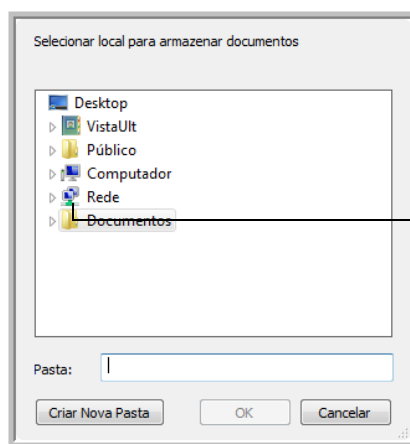 Selecionar local para armazenar documentos
Desktop
VistaUlt
Público
Computador
Rede
Documentos
Pasta:
Criar Nova Pasta OK Cancelar